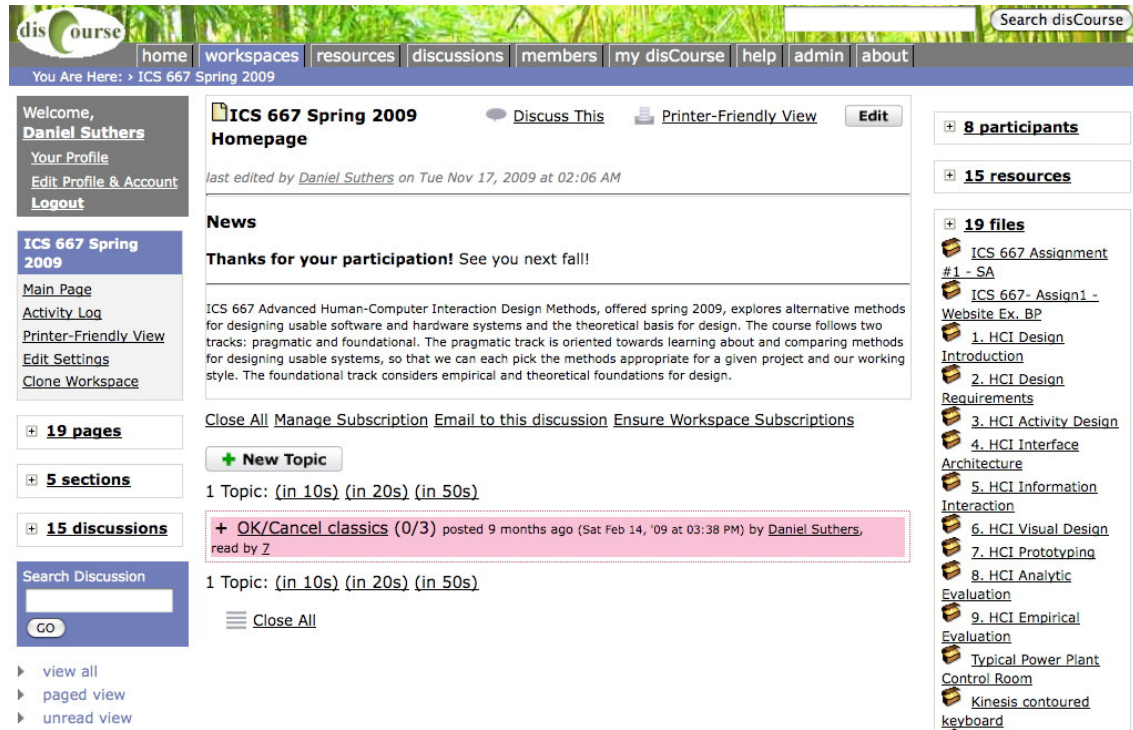 disCourse
Search disCourse
home workspaces resources discussions members my disCourse help admin about
You Are Here: › ICS 667 Spring 2009
Welcome,
Daniel Suthers
Your Profile
Edit Profile & Account
Logout
ICS 667 Spring
2009
Main Page
Activity Log
Printer-Friendly View
Edit Settings
Clone Workspace
19 pages
5 sections
15 discussions
Search Discussion
GO
view all
paged view
unread view
ICS 667 Spring 2009
Homepage
Discuss This
Printer-Friendly View
Edit
last edited by Daniel Suthers on Tue Nov 17, 2009 at 02:06 AM
News
Thanks for your participation! See you next fall!
ICS 667 Advanced Human-Computer Interaction Design Methods, offered spring 2009, explores alternative methods
for designing usable software and hardware systems and the theoretical basis for design. The course follows two
tracks: pragmatic and foundational. The pragmatic track is oriented towards learning about and comparing methods
for designing usable systems, so that we can each pick the methods appropriate for a given project and our working
style. The foundational track considers empirical and theoretical foundations for design.
Close All Manage Subscription Email to this discussion Ensure Workspace Subscriptions
+ New Topic
1 Topic: (in 10s) (in 20s) (in 50s)
+ OK/Cancel classics (0/3) posted 9 months ago (Sat Feb 14, '09 at 03:38 PM) by Daniel Suthers,
read by 7
1 Topic: (in 10s) (in 20s) (in 50s)
Close All
8 participants
15 resources
19 files
ICS 667 Assignment
#1 - SA
ICS 667- Assign1 -
Website Ex. BP
1. HCI Design
Introduction
2. HCI Design
Requirements
3. HCI Activity Design
4. HCI Interface
Architecture
5. HCI Information
Interaction
6. HCI Visual Design
7. HCI Prototyping
8. HCI Analytic
Evaluation
9. HCI Empirical
Evaluation
Typical Power Plant
Control Room
Kinesis contoured
keyboard